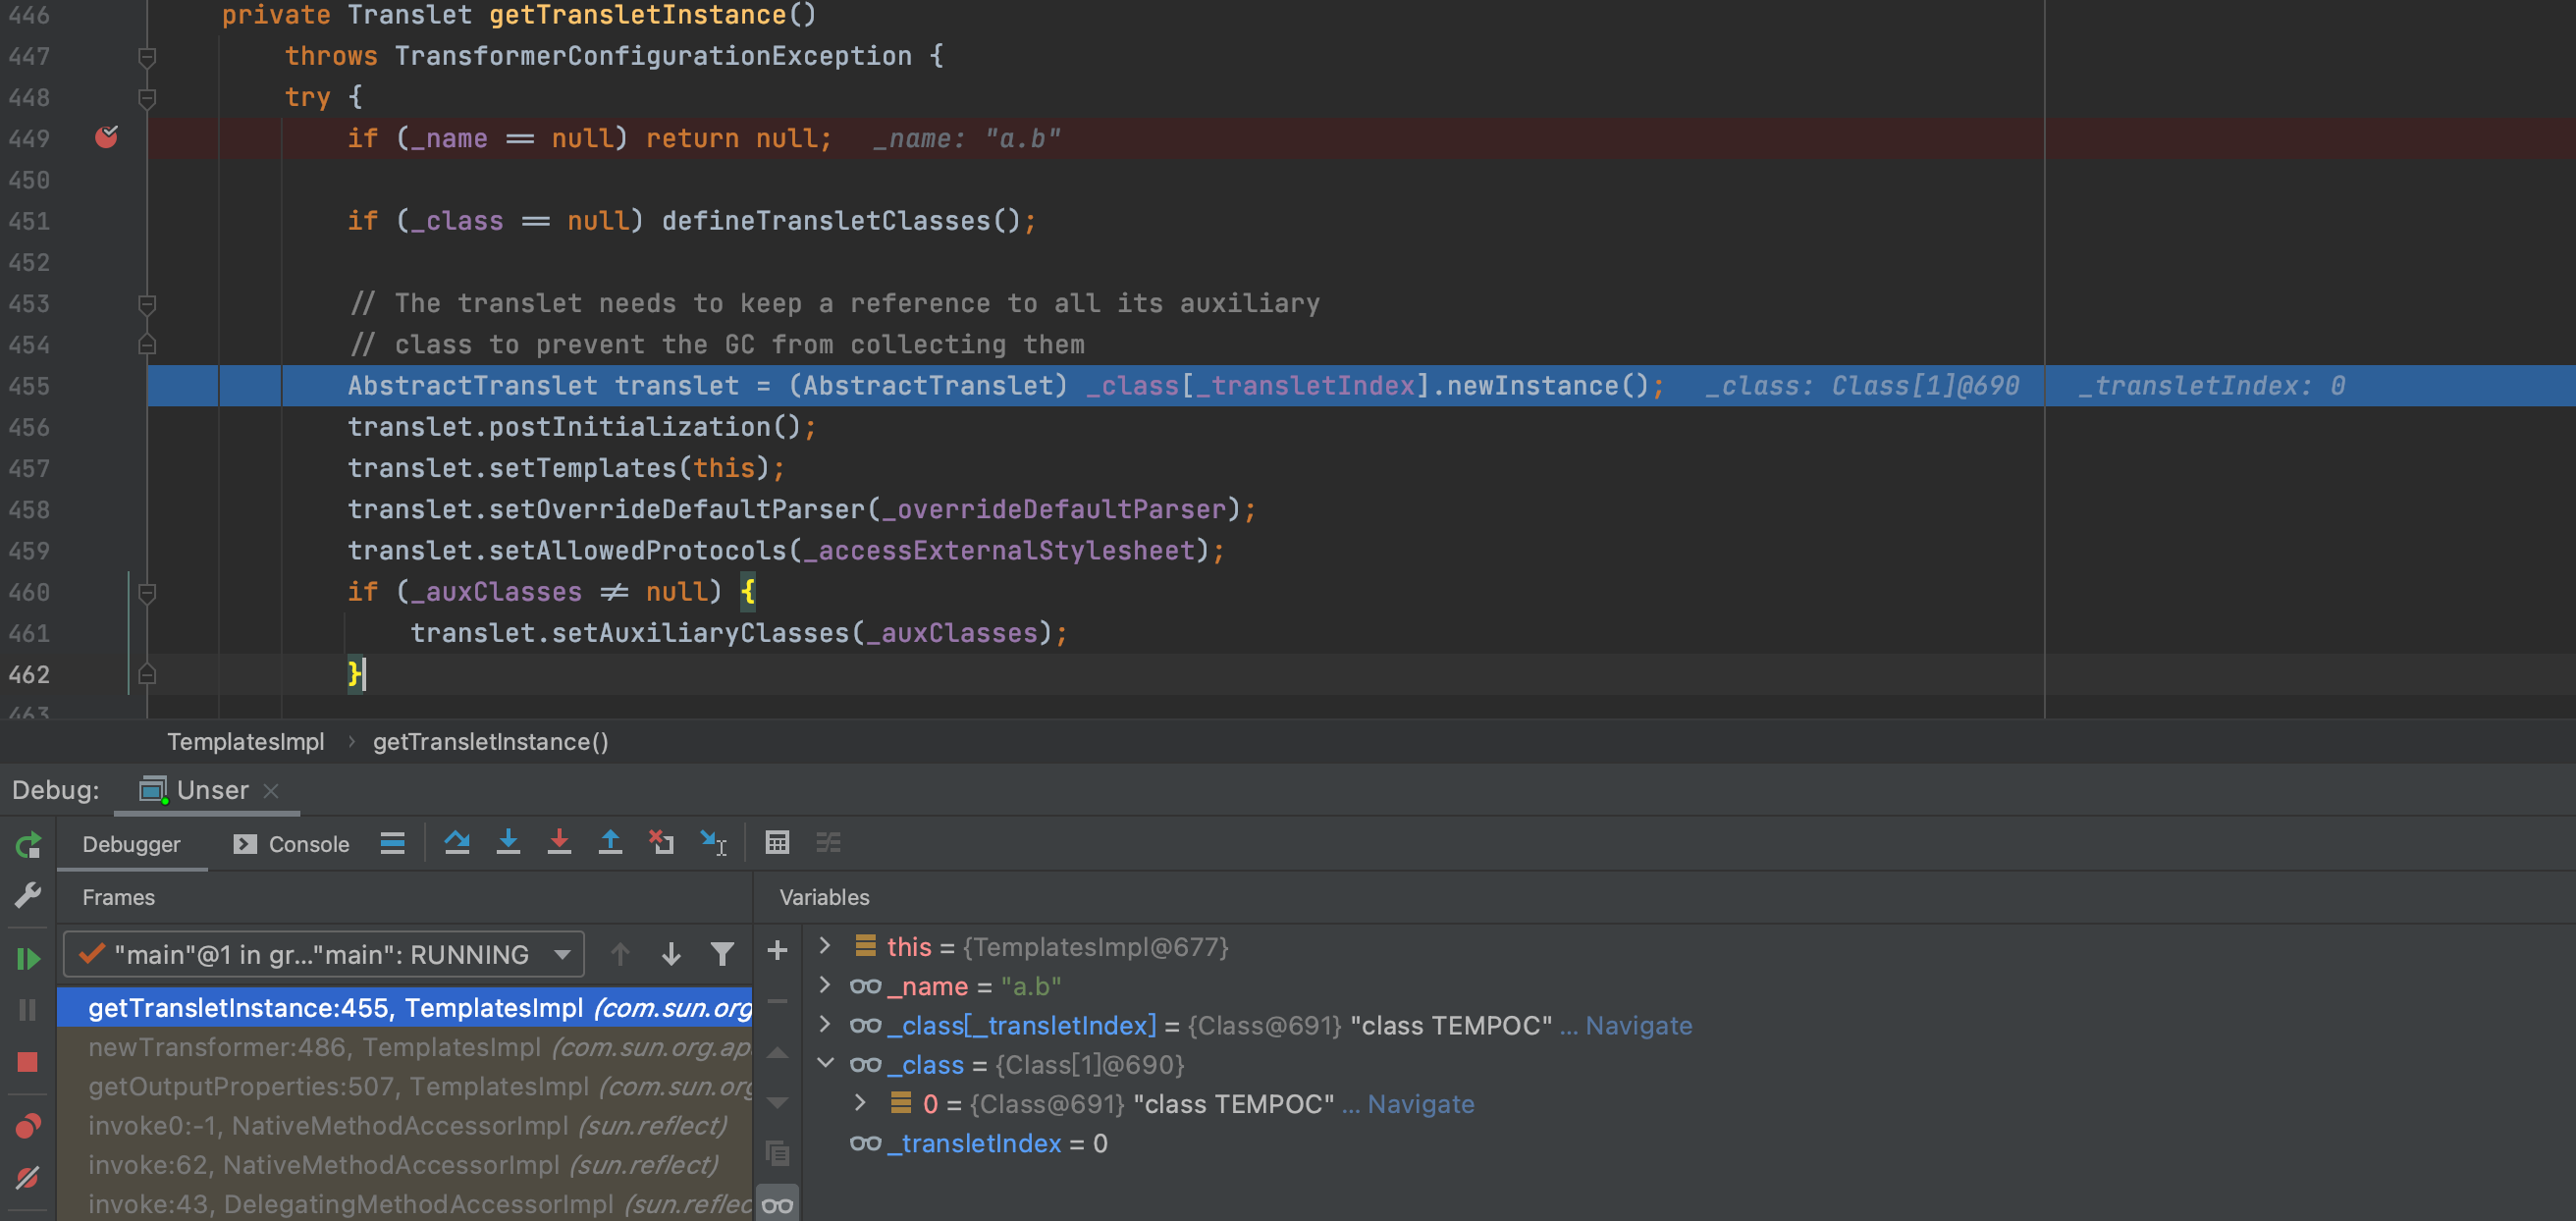 446 private Translet getTransletInstance()
447 throws TransformerConfigurationException {
448 try {
449 if (_name == null) return null; _name: "a.b"
450
451 if (_class == null) defineTransletClasses();
452
453 // The translet needs to keep a reference to all its auxiliary
454 // class to prevent the GC from collecting them
455 AbstractTranslet translet = (AbstractTranslet) _class[_transletIndex].newInstance(); _class: Class[1]@690 _transletIndex: 0
456 translet.postInitialization();
457 translet.setTemplates(this);
458 translet.setOverrideDefaultParser(_overrideDefaultParser);
459 translet.setAllowedProtocols(_accessExternalStylesheet);
460 if (_auxClasses != null) {
461 translet.setAuxiliaryClasses(_auxClasses);
462 }
463
TemplatesImpl › getTransletInstance()
Debug: Unser ×
Debugger Console
Frames
Variables
"main"@1 in gr..."main": RUNNING
getTransletInstance:455, TemplatesImpl (com.sun.org
newTransformer:486, TemplatesImpl (com.sun.org.ap
getOutputProperties:507, TemplatesImpl (com.sun.org
invoke0:-1, NativeMethodAccessorImpl (sun.reflect)
invoke:62, NativeMethodAccessorImpl (sun.reflect)
invoke:43, DelegatingMethodAccessorImpl (sun.reflec
this = {TemplatesImpl@677}
_name = "a.b"
_class[_transletIndex] = {Class@691} "class TEMPOC" ... Navigate
_class = {Class[1]@690}
0 = {Class@691} "class TEMPOC" ... Navigate
_transletIndex = 0